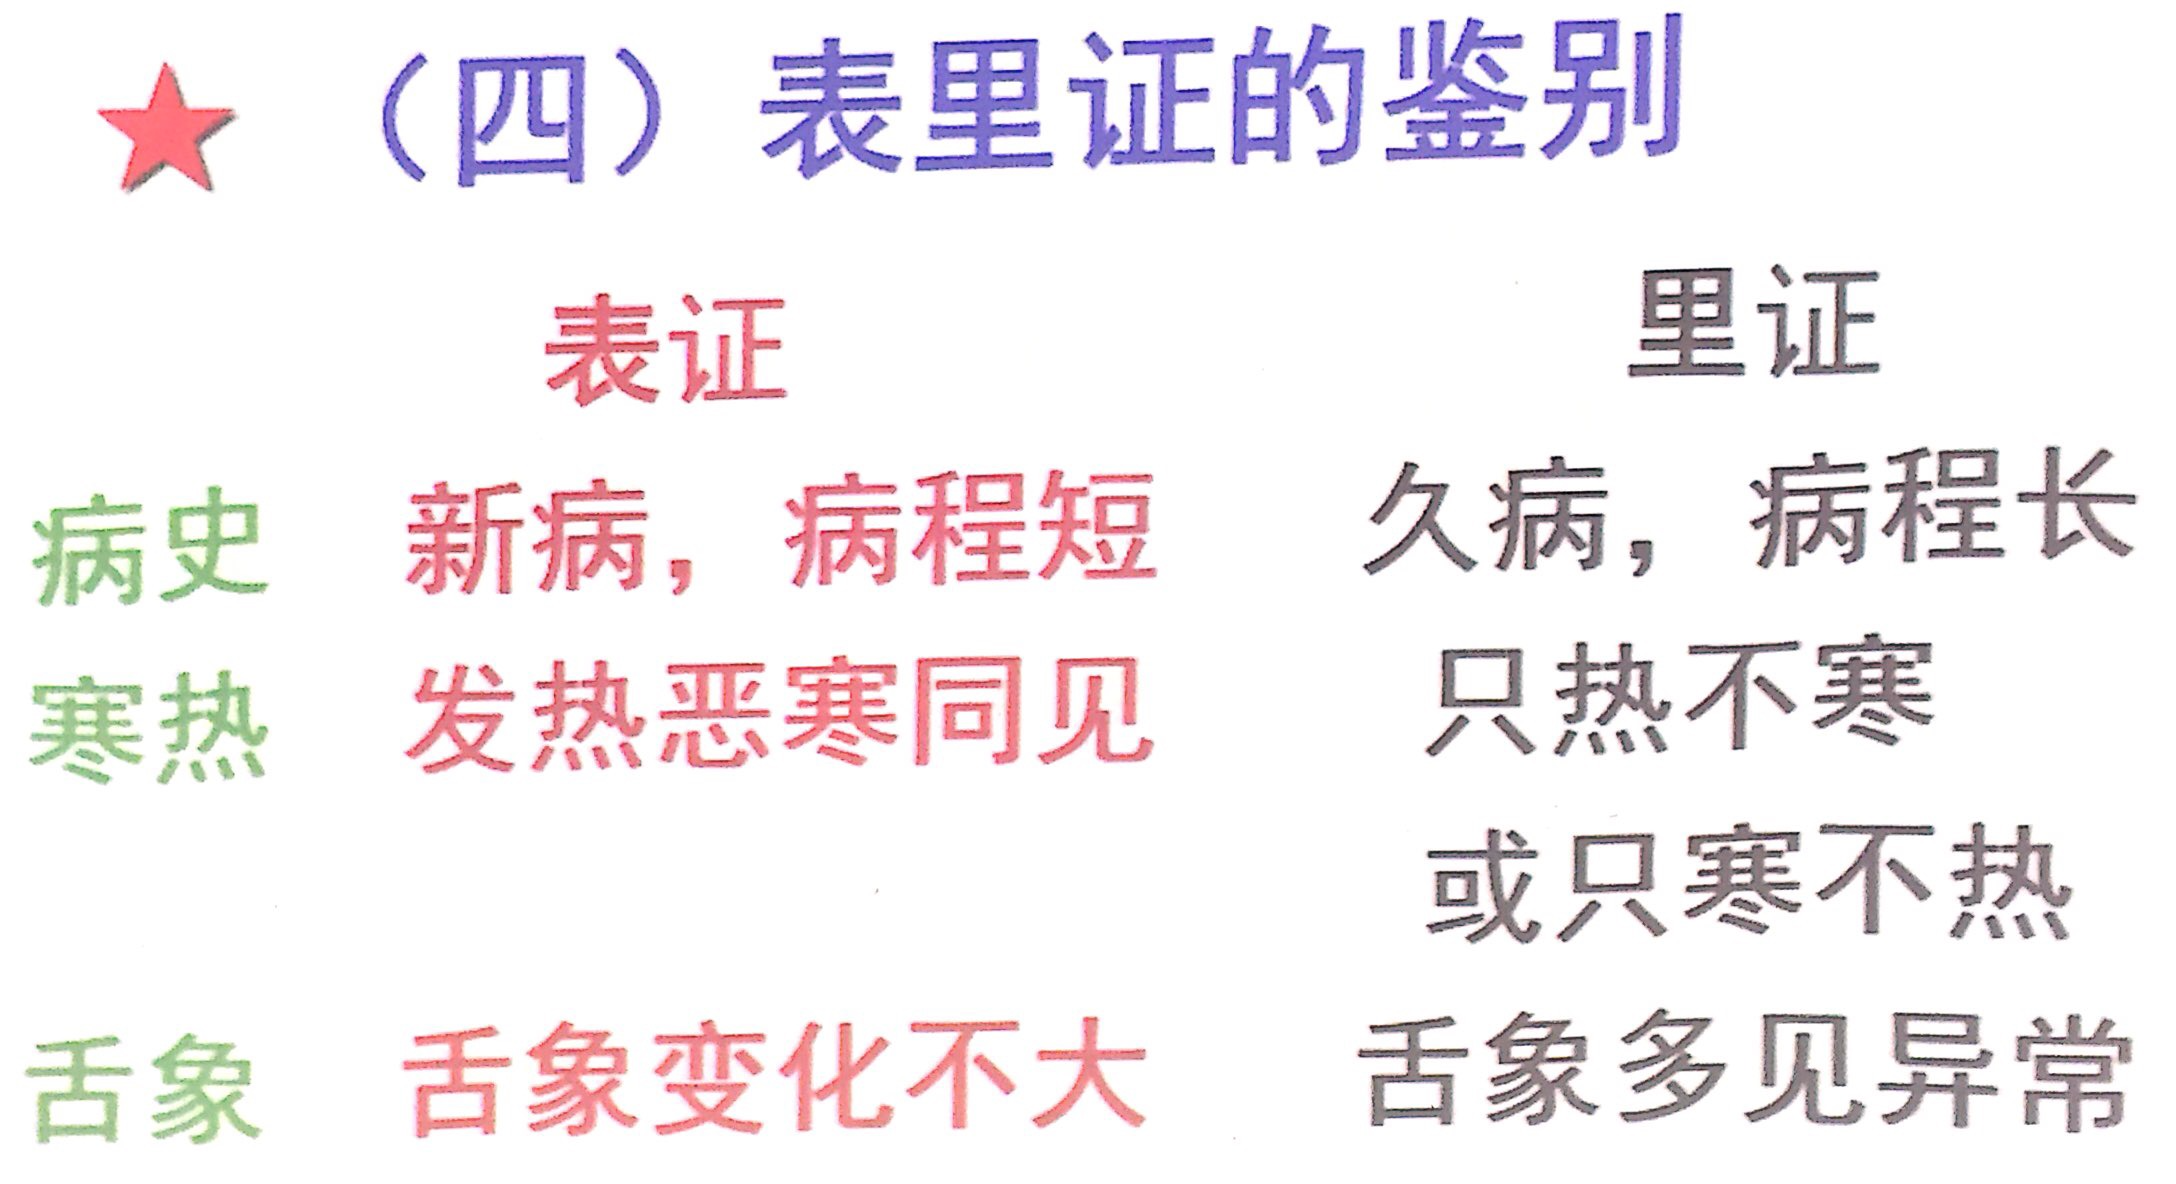 （四）表里证的鉴别
表证 里证
病史 新病，病程短 久病，病程长
寒热 发热恶寒同见 只热不寒
或只寒不热
舌象 舌象变化不大 舌象多见异常